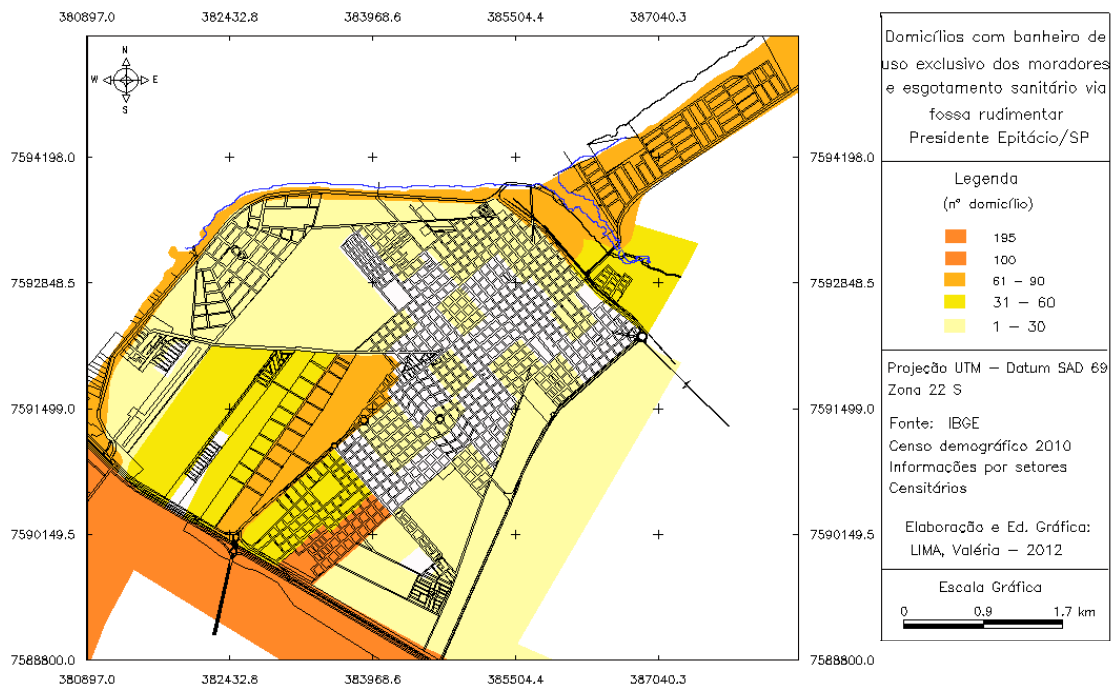 380897.0 382432.8 383968.6 385504.4 387040.3
N
W E
S
7594198.0 7594198.0
7592848.5 7592848.5
7591499.0 7591499.0
7590149.5 7590149.5
7588800.0 7588800.0
380897.0 382432.8 383968.6 385504.4 387040.3
Domicílios com banheiro de
uso exclusivo dos moradores
e esgotamento sanitário via
fossa rudimentar
Presidente Epitácio/SP
Legenda
(nº domicílio)
195
100
61 – 90
31 – 60
1 – 30
Projeção UTM – Datum SAD 69
Zona 22 S
Fonte: IBGE
Censo demográfico 2010
Informações por setores
Censitários
Elaboração e Ed. Gráfica:
LIMA, Valéria – 2012
Escala Gráfica
0 0.9 1.7 km